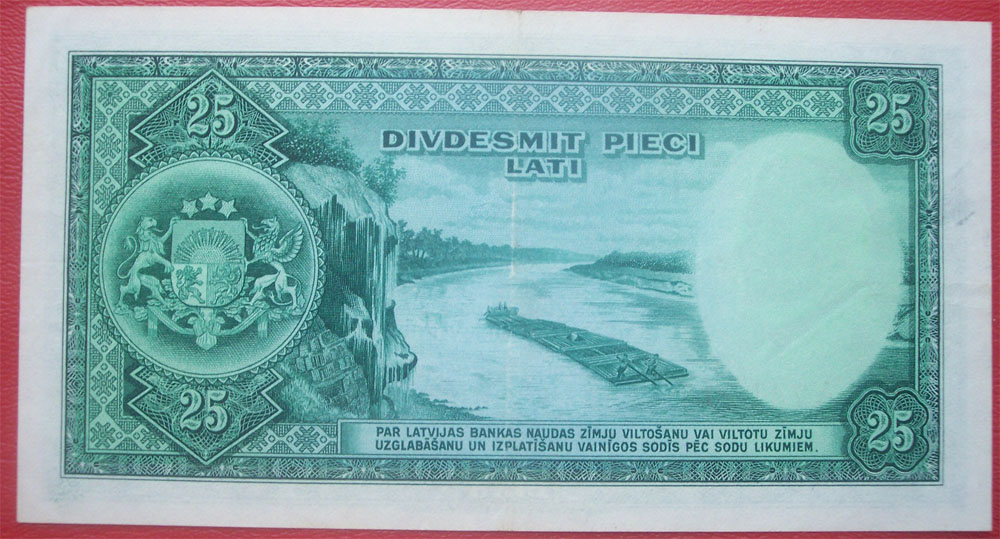 25
25
DIVDESMIT PIECI
LATI
25
25
PAR LATVIJAS BANKAS NAUDAS ZĪMJU VILTOŠANU VAI VILTOTU ZĪMJU
UZGLABĀŠANU UN IZPLATĪŠANU VAINĪGOS SODĪS PĒC SODU LIKUMIEM.